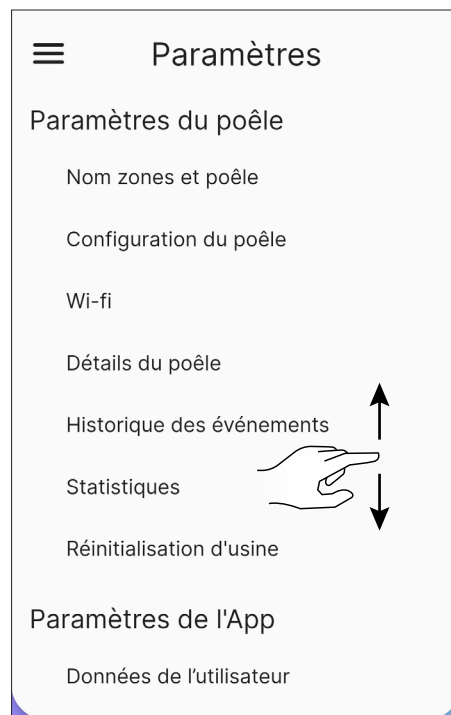 Paramètres
Paramètres du poêle
Nom zones et poêle
Configuration du poêle
Wi-fi
Détails du poêle
Historique des événements
Statistiques
Réinitialisation d'usine
Paramètres de l'App
Données de l’utilisateur